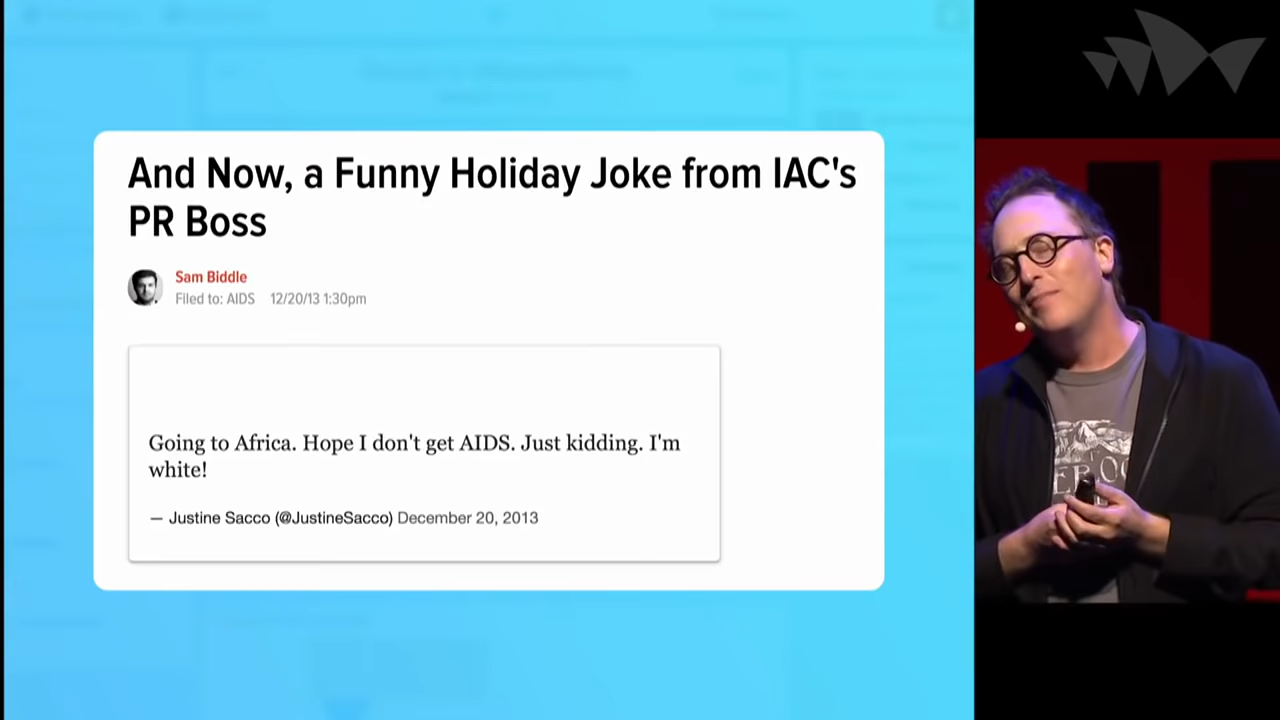 And Now, a Funny Holiday Joke from IAC's
PR Boss
Sam Biddle
Filed to: AIDS 12/20/13 1:30pm
Going to Africa. Hope I don't get AIDS. Just kidding. I'm
white!
— Justine Sacco (@JustineSacco) December 20, 2013